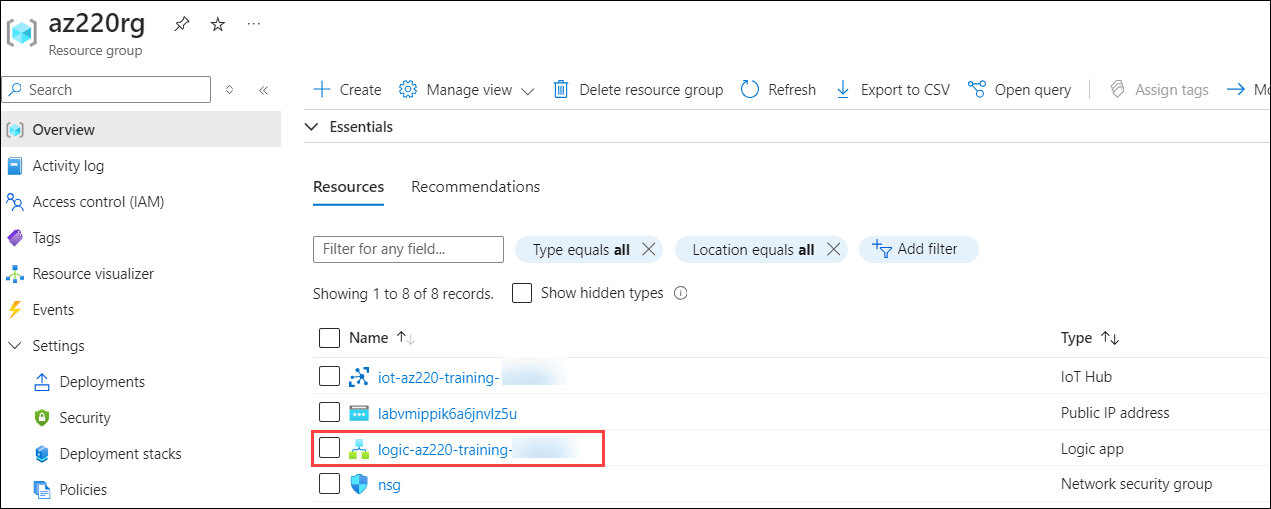 az220rg
Resource group
Search
Overview
Activity log
Access control (IAM)
Tags
Resource visualizer
Events
Settings
Deployments
Security
Deployment stacks
Policies
Create Manage view Delete resource group Refresh Export to CSV Open query Assign tags Mo
Essentials
Resources Recommendations
Filter for any field... Type equals all Location equals all Add filter
Showing 1 to 8 of 8 records. Show hidden types
Name Type
iot-az220-training- IoT Hub
labvmippik6a6jnvlz5u Public IP address
logic-az220-training- Logic app
nsg Network security group